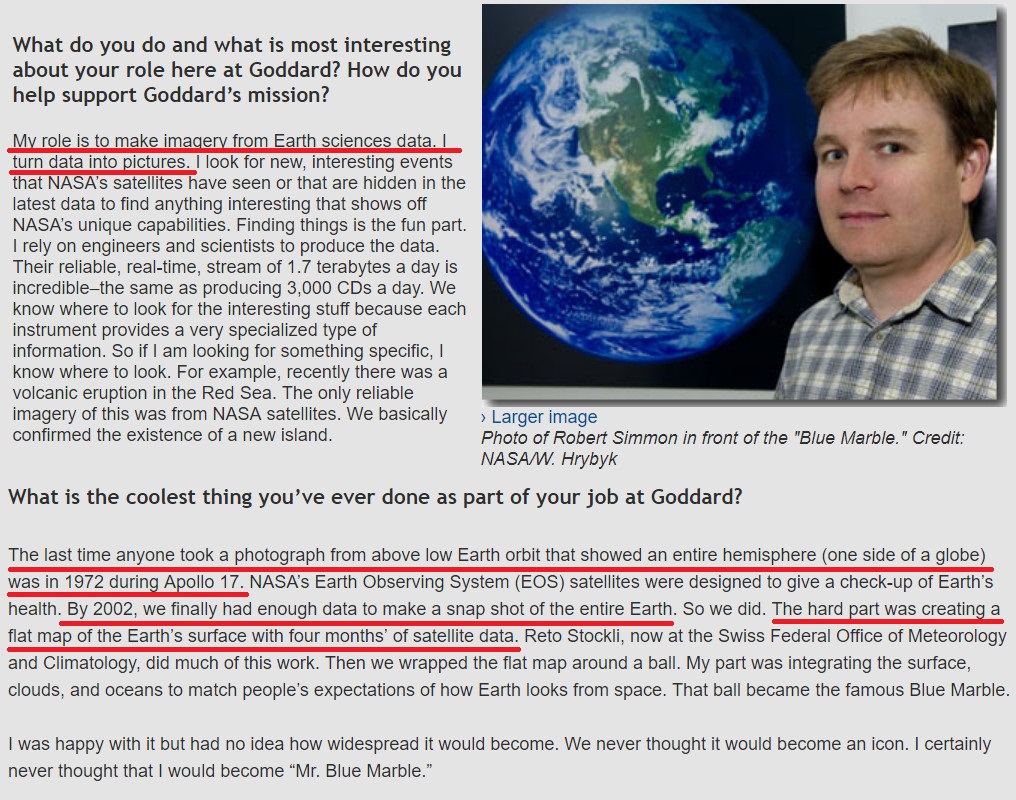 What do you do and what is most interesting
about your role here at Goddard? How do you
help support Goddard's mission?
My role is to make imagery from Earth sciences data. I
turn data into pictures. I look for new, interesting events
that NASA's satellites have seen or that are hidden in the
latest data to find anything interesting that shows off
NASA's unique capabilities. Finding things is the fun part.
I rely on engineers and scientists to produce the data.
Their reliable, real-time, stream of 1.7 terabytes a day is
incredible–the same as producing 3,000 CDs a day. We
know where to look for the interesting stuff because each
instrument provides a very specialized type of
information. So if I am looking for something specific, I
know where to look. For example, recently there was a
volcanic eruption in the Red Sea. The only reliable
imagery of this was from NASA satellites. We basically
confirmed the existence of a new island.
› Larger image
Photo of Robert Simmon in front of the "Blue Marble." Credit:
NASA/W. Hrybyk
What is the coolest thing you've ever done as part of your job at Goddard?
The last time anyone took a photograph from above low Earth orbit that showed an entire hemisphere (one side of a globe)
was in 1972 during Apollo 17. NASA's Earth Observing System (EOS) satellites were designed to give a check-up of Earth's
health. By 2002, we finally had enough data to make a snap shot of the entire Earth. So we did. The hard part was creating a
flat map of the Earth's surface with four months' of satellite data. Reto Stockli, now at the Swiss Federal Office of Meteorology
and Climatology, did much of this work. Then we wrapped the flat map around a ball. My part was integrating the surface,
clouds, and oceans to match people's expectations of how Earth looks from space. That ball became the famous Blue Marble.
I was happy with it but had no idea how widespread it would become. We never thought it would become an icon. I certainly
never thought that I would become “Mr. Blue Marble.”